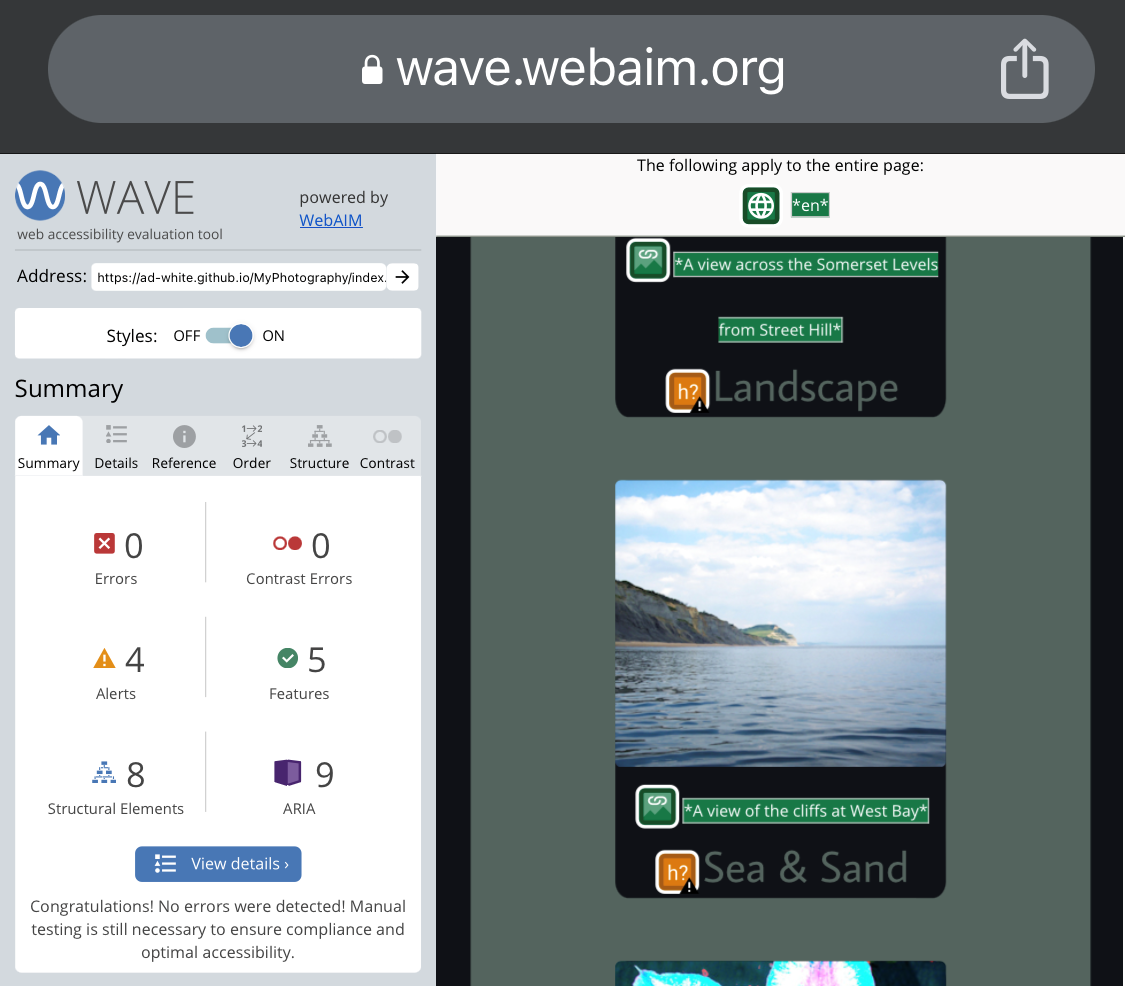 wave.webaim.org
WAVE
powered by
WebAIM
web accessibility evaluation tool
Address: https://ad-white.github.io/MyPhotography/index.
Styles: OFF ON
Summary
Summary Details Reference Order Structure Contrast
0 0
Errors Contrast Errors
4 5
Alerts Features
8 9
Structural Elements ARIA
View details ›
Congratulations! No errors were detected! Manual
testing is still necessary to ensure compliance and
optimal accessibility.
The following apply to the entire page:
*en*
*A view across the Somerset Levels
from Street Hill*
h? Landscape
*A view of the cliffs at West Bay*
h? Sea & Sand